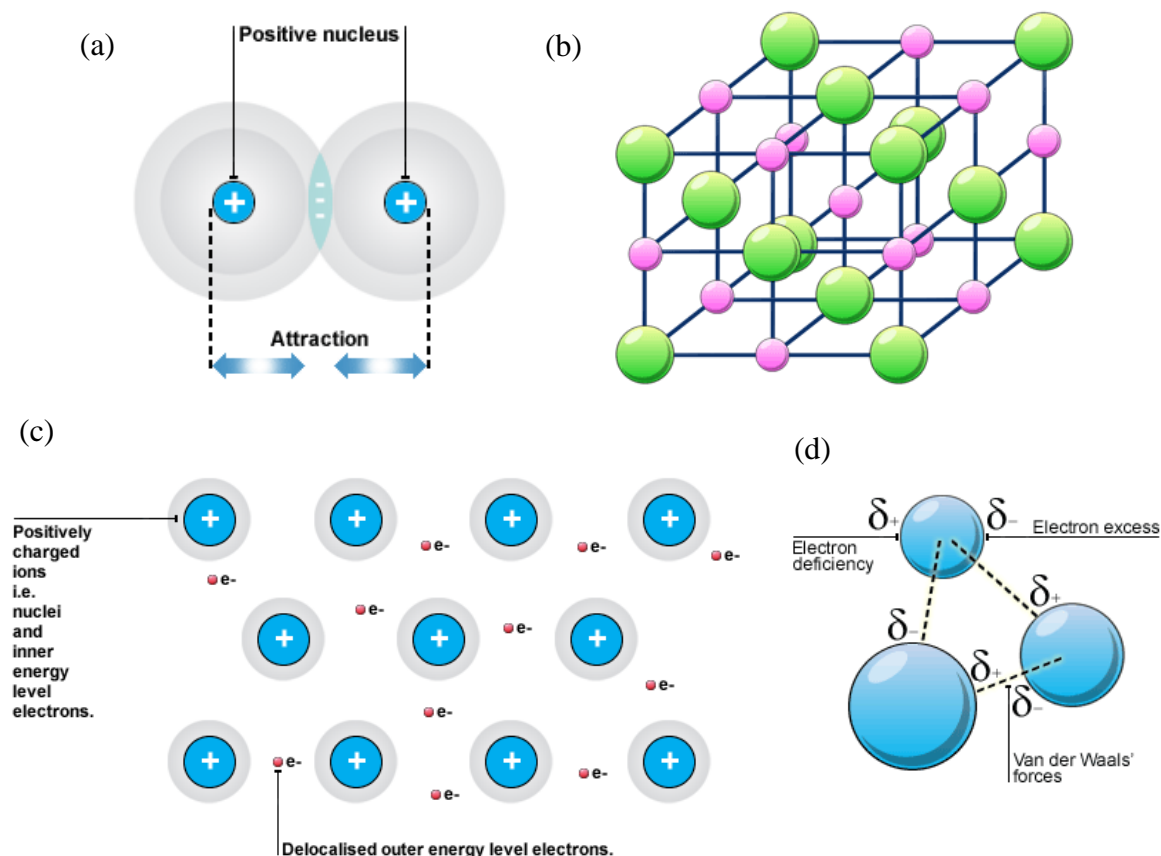 (a)
Positive nucleus
+
+
- - -
Attraction
(b)
(c)
+
+
+
+
Positively
charged
ions
i.e.
nuclei
and
inner
energy
level
electrons.
e-
e-
e-
e-
e-
e-
+
+
+
e-
e-
+
e-
+
+
+
e-
e-
Delocalised outer energy level electrons.
(d)
δ+
δ-
Electron excess
Electron
deficiency
δ+
δ-
δ+
δ-
Van der Waals'
forces